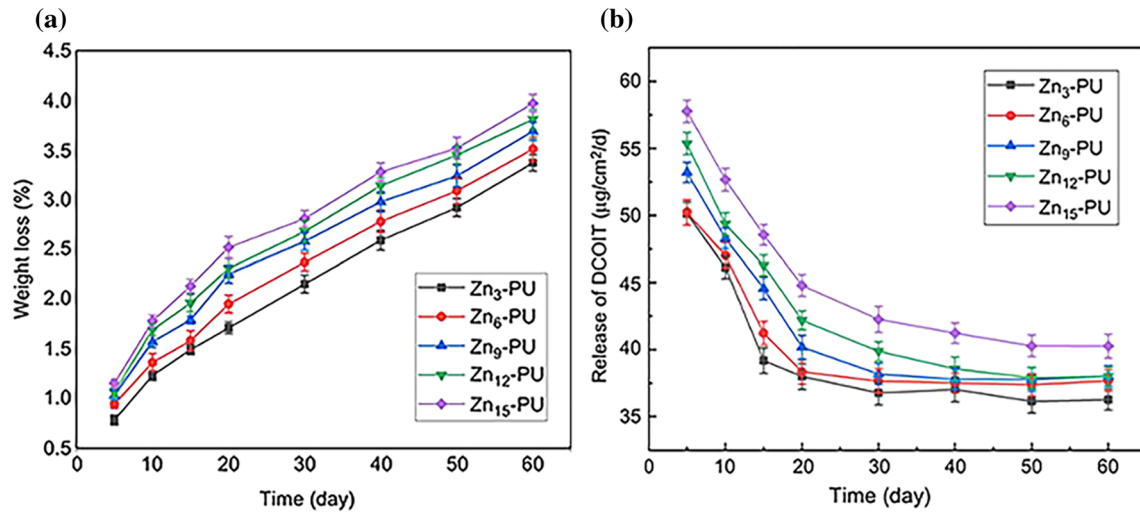 (a)
4.5
4.0
3.5
3.0
2.5
2.0
1.5
1.0
0.5
Weight loss (%)
Zn₃-PU
Zn₆-PU
Zn₉-PU
Zn₁₂-PU
Zn₁₅-PU
0 10 20 30 40 50 60
Time (day)
(b)
60
55
50
45
40
35
Release of DCOIT (μg/cm²/d)
Zn₃-PU
Zn₆-PU
Zn₉-PU
Zn₁₂-PU
Zn₁₅-PU
0 10 20 30 40 50 60
Time (day)